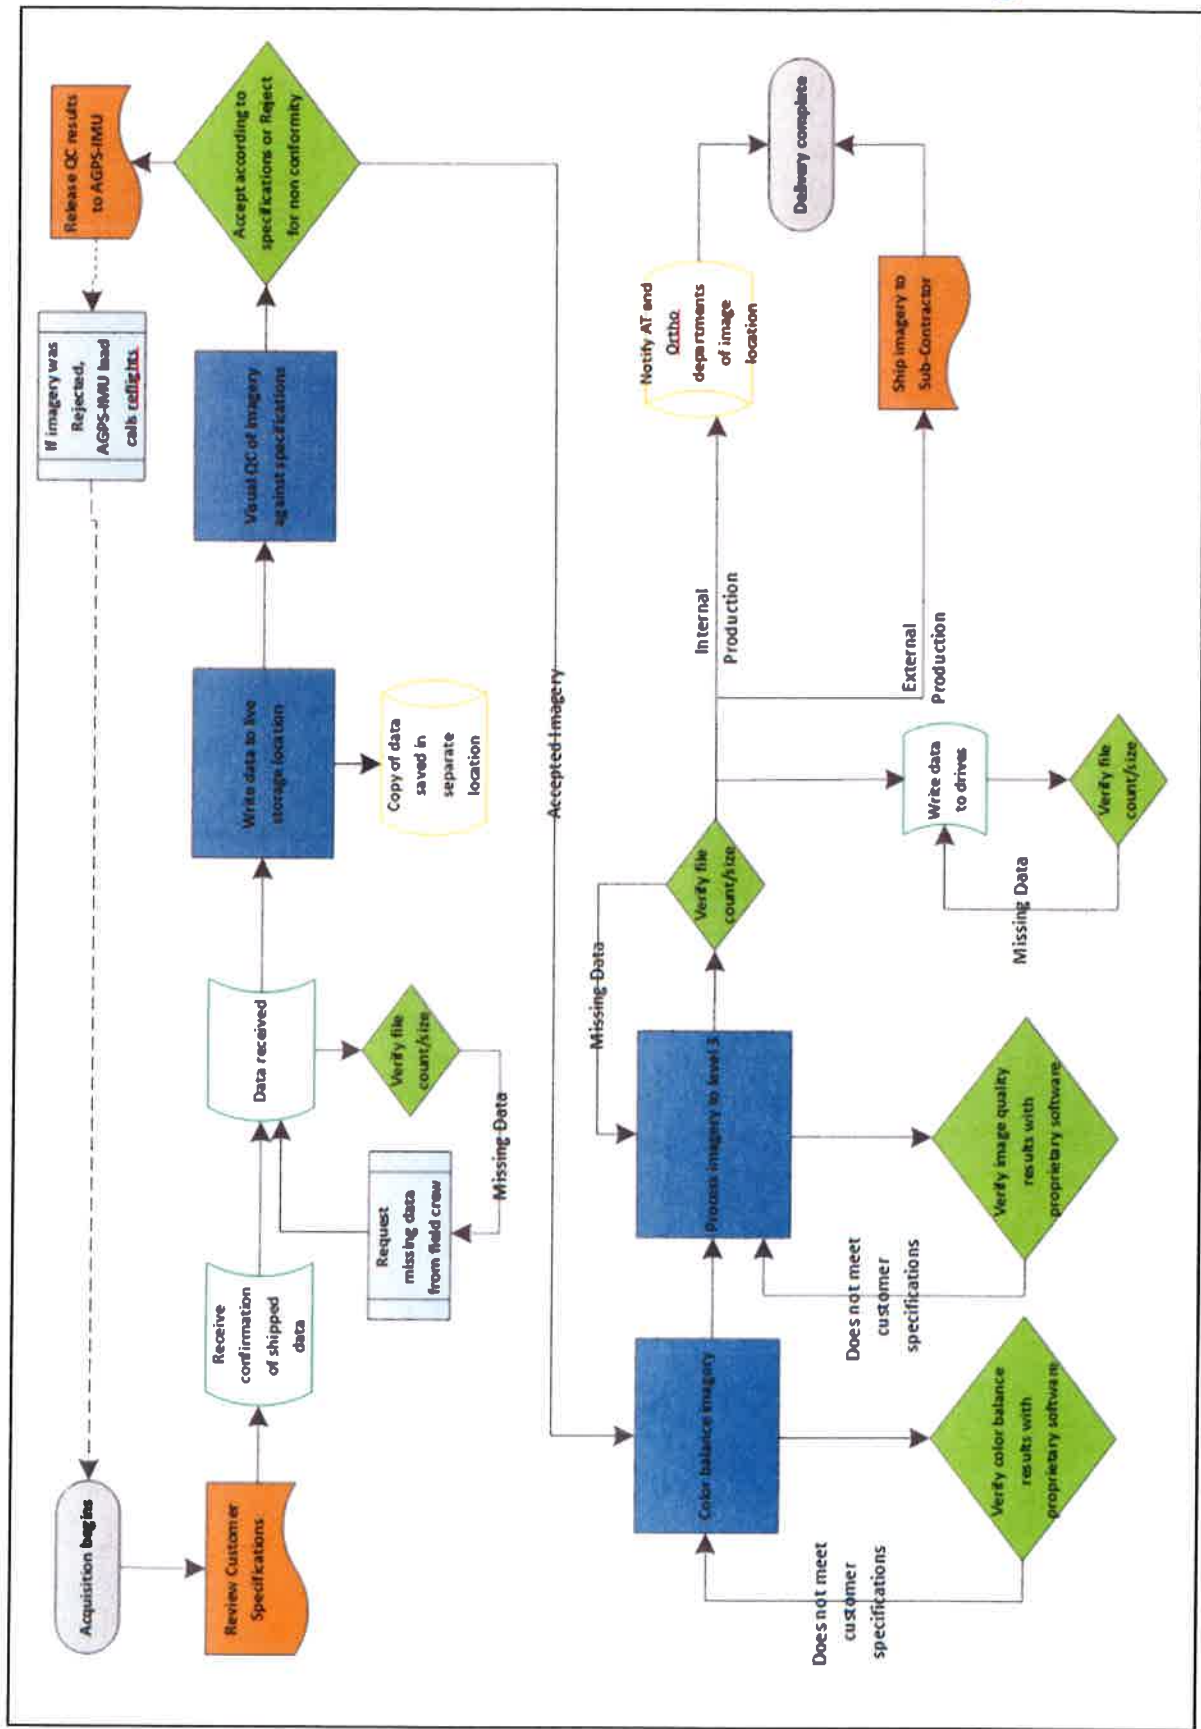 Acquisition begins
Review Customer
Specifications
Receive
confirmation
of shipped
data
Data received
Verify file
count/size
Missing Data
Request
missing data
from field crew
Write data to live
storage location
Copy of data
saved in
separate
location
Visual QC of imagery
against specifications
Accept according to
specifications or Reject
for non conformity
Release QC results
to AGPS-IMU
If imagery was
Rejected,
AGPS-IMU lead
calls reflights
Accepted Imagery
Color balance imagery
Verify color balance
results with
proprietary software
Does not meet
customer
specifications
Process imagery to level 3
Verify image quality
results with
proprietary software
Does not meet
customer
specifications
Verify file
count/size
Missing Data
Write data
to drives
Verify file
count/size
Missing Data
Internal
Production
External
Production
Notify AT and
Ortho
departments
of image
location
Ship imagery to
Sub-Contractor
Delivery complete